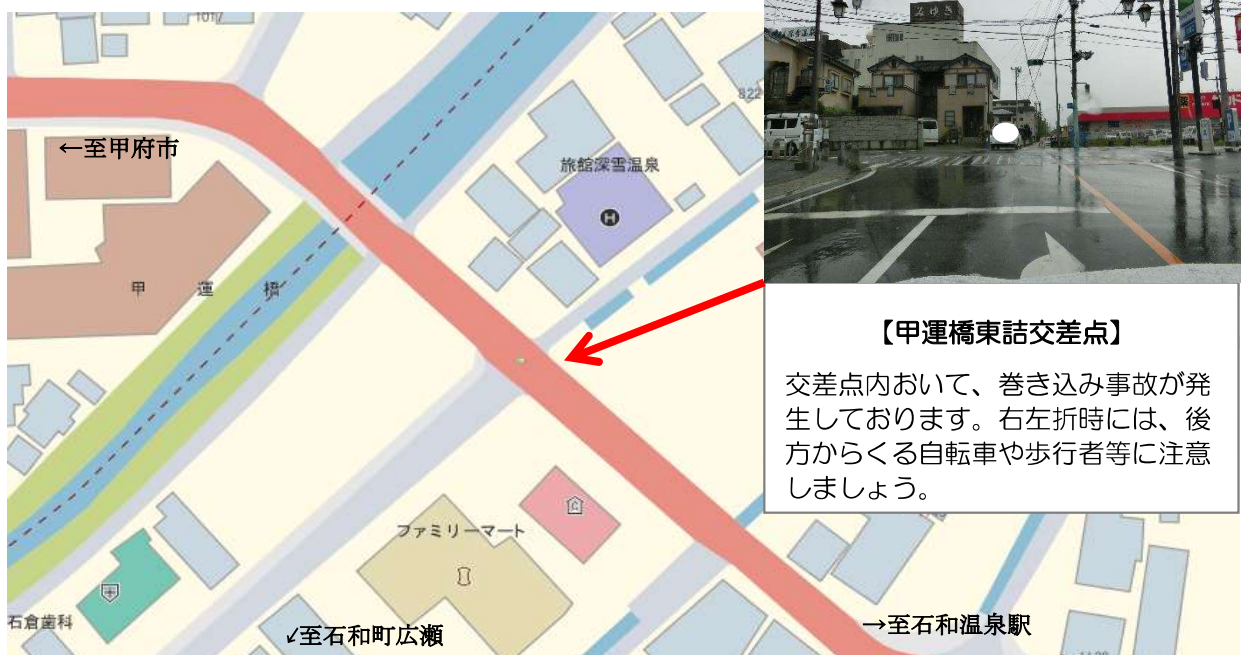 1017
←至甲府市
旅館深雪温泉
822
みゆき
甲運橋
【甲運橋東詰交差点】
交差点内おいて、巻き込み事故が発
生しております。右左折時には、後
方からくる自転車や歩行者等に注意
しましょう。
ファミリーマート
石倉歯科
↙至石和町広瀬
→至石和温泉駅